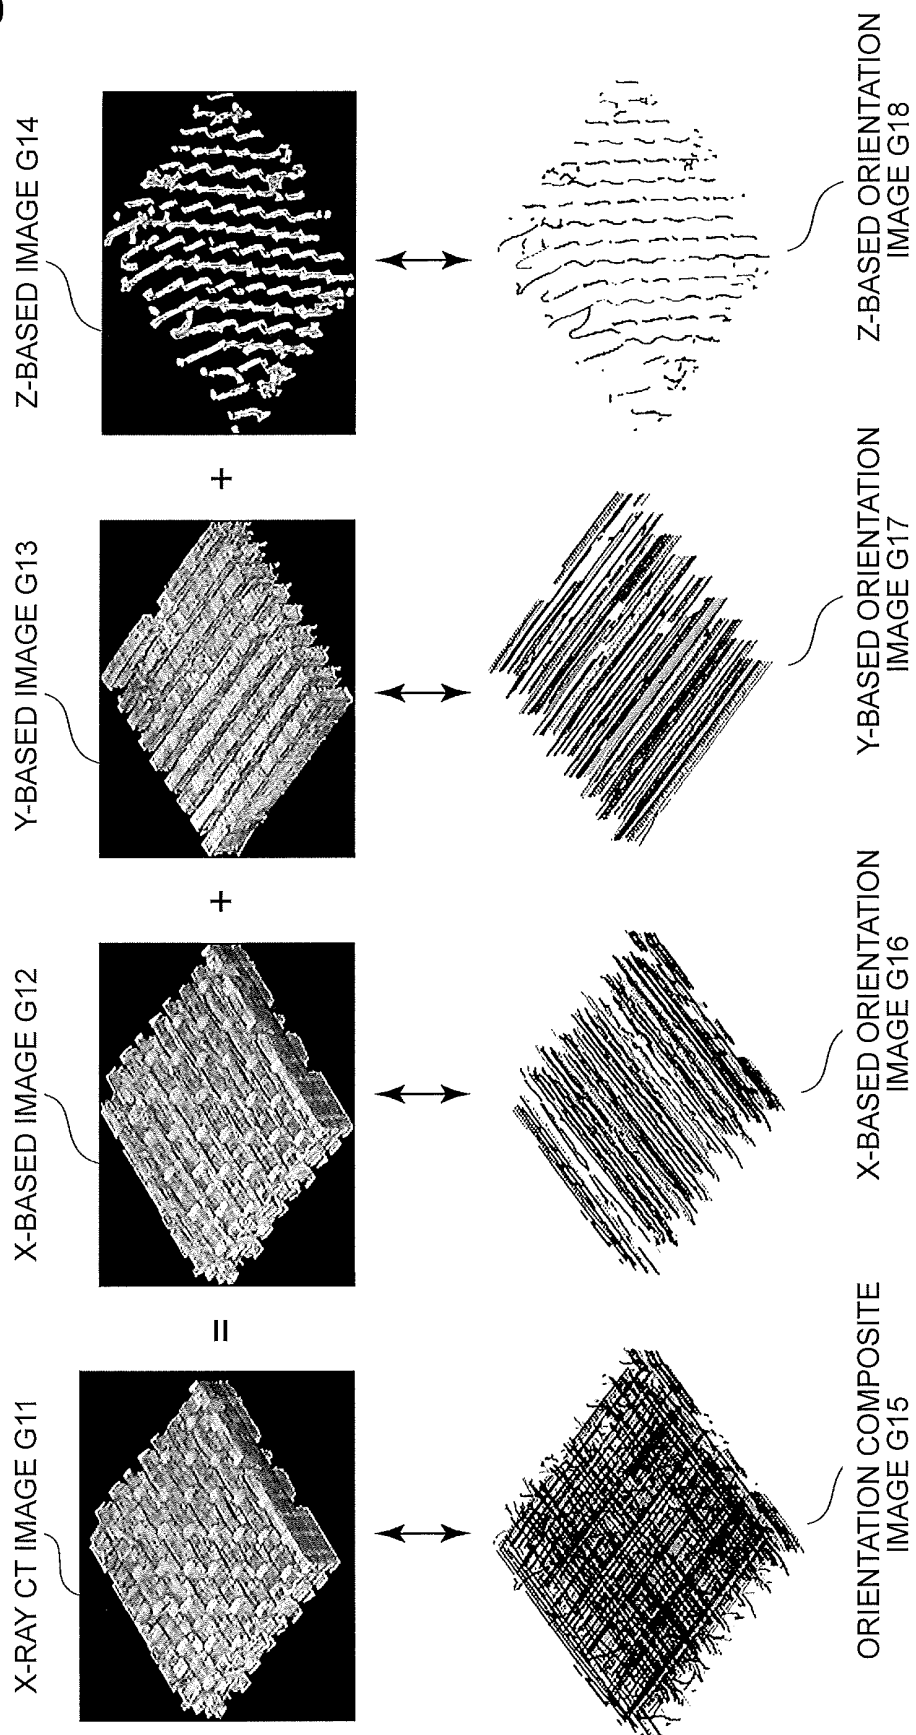 X-RAY CT IMAGE G11
=
X-BASED IMAGE G12
+
Y-BASED IMAGE G13
+
Z-BASED IMAGE G14
ORIENTATION COMPOSITE
IMAGE G15
X-BASED ORIENTATION
IMAGE G16
Y-BASED ORIENTATION
IMAGE G17
Z-BASED ORIENTATION
IMAGE G18